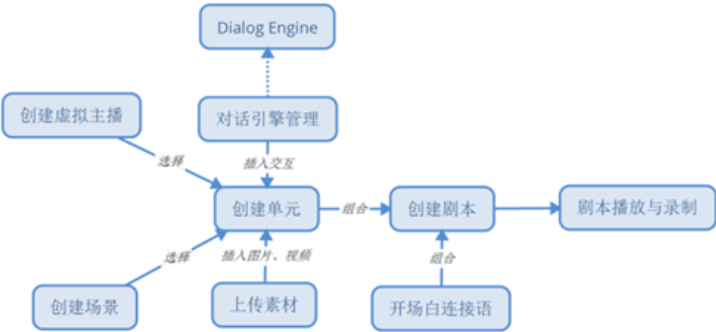 Dialog Engine
创建虚拟主播
对话引擎管理
选择
插入交互
创建单元
组合
创建剧本
剧本播放与录制
选择
插入图片、视频
组合
创建场景
上传素材
开场白连接语